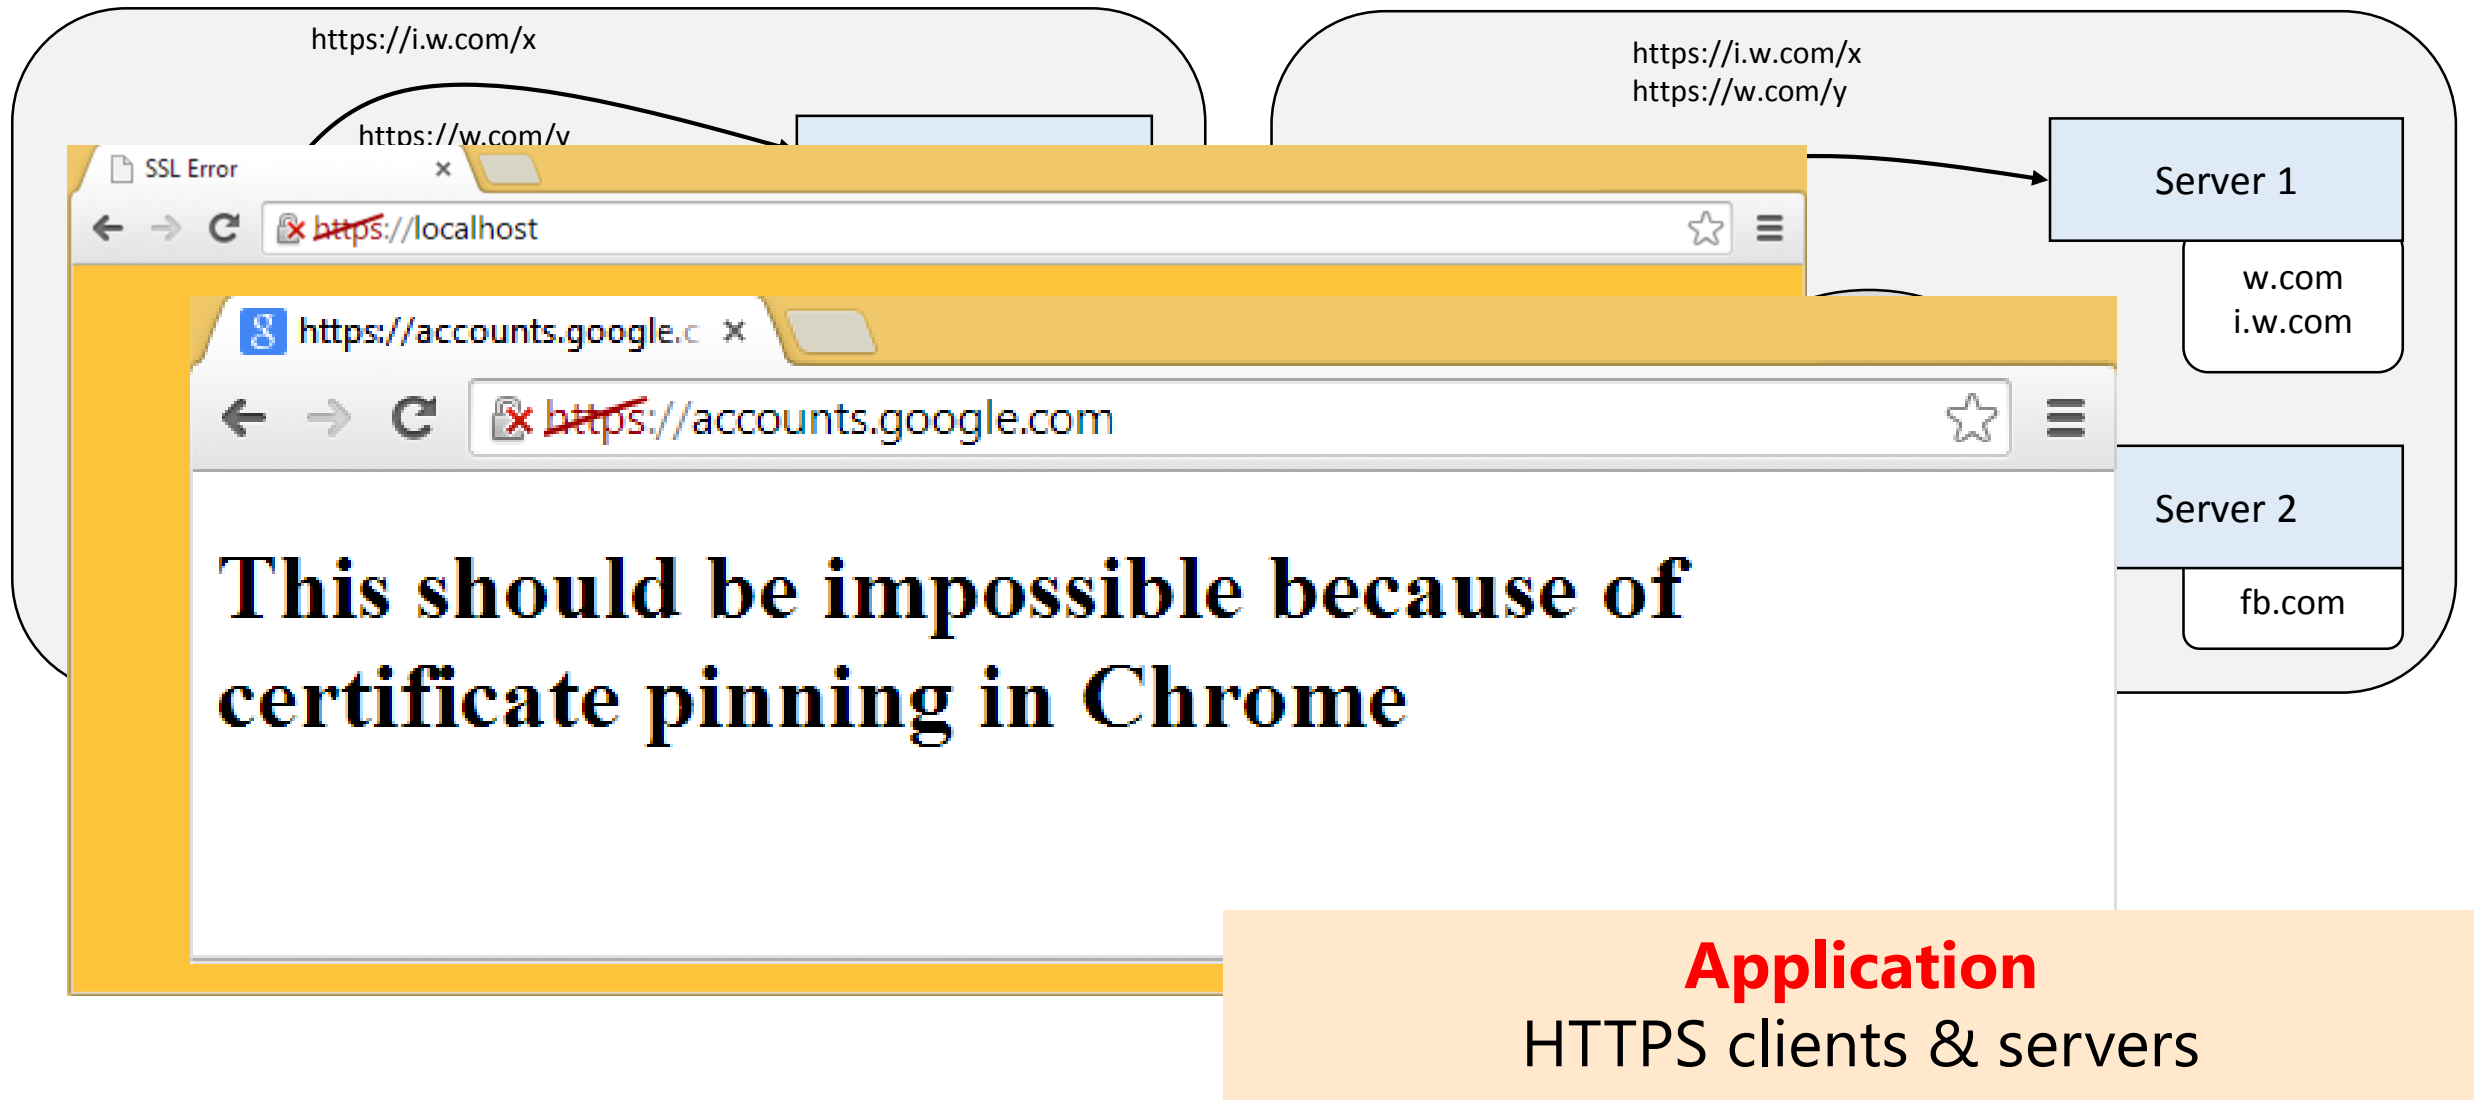 https://i.w.com/x
https://w.com/y
https://i.w.com/x
https://w.com/y
Server 1
w.com
i.w.com
Server 2
fb.com
SSL Error
https://localhost
https://accounts.google.c
https://accounts.google.com
This should be impossible because of
certificate pinning in Chrome
Application
HTTPS clients & servers